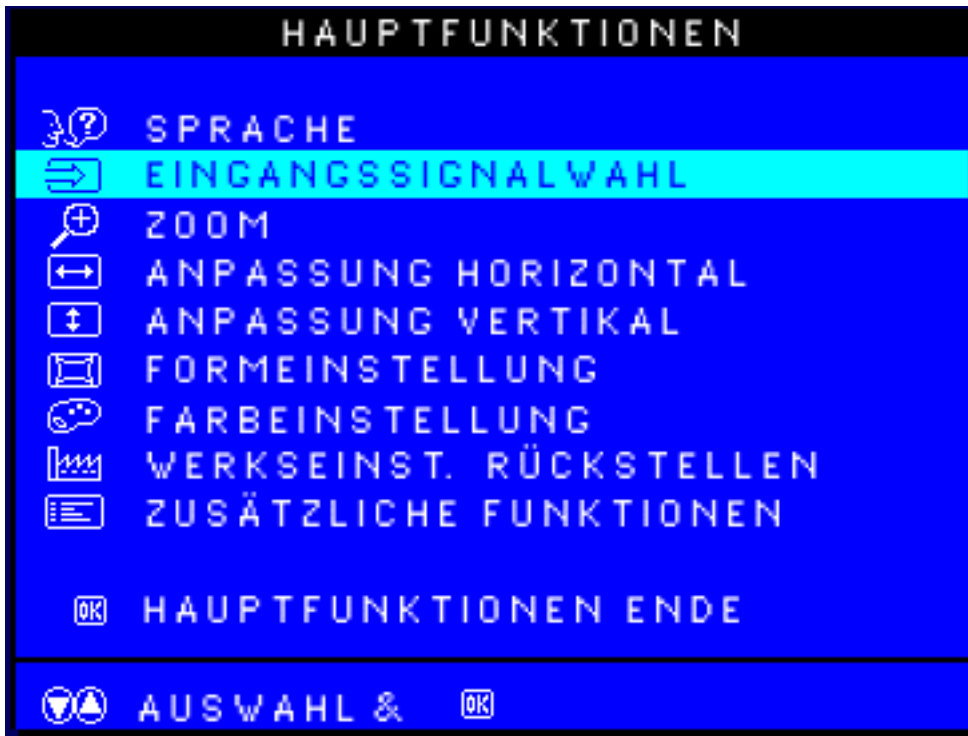 HAUPTFUNKTIONEN
SPRACHE
EINGANGSSIGNALWAHL
ZOOM
ANPASSUNG HORIZONTAL
ANPASSUNG VERTIKAL
FORMEINSTELLUNG
FARBEINSTELLUNG
WERKSEINST. RÜCKSTELLEN
ZUSÄTZLICHE FUNKTIONEN
OK HAUPTFUNKTIONEN ENDE
AUSWAHL & OK